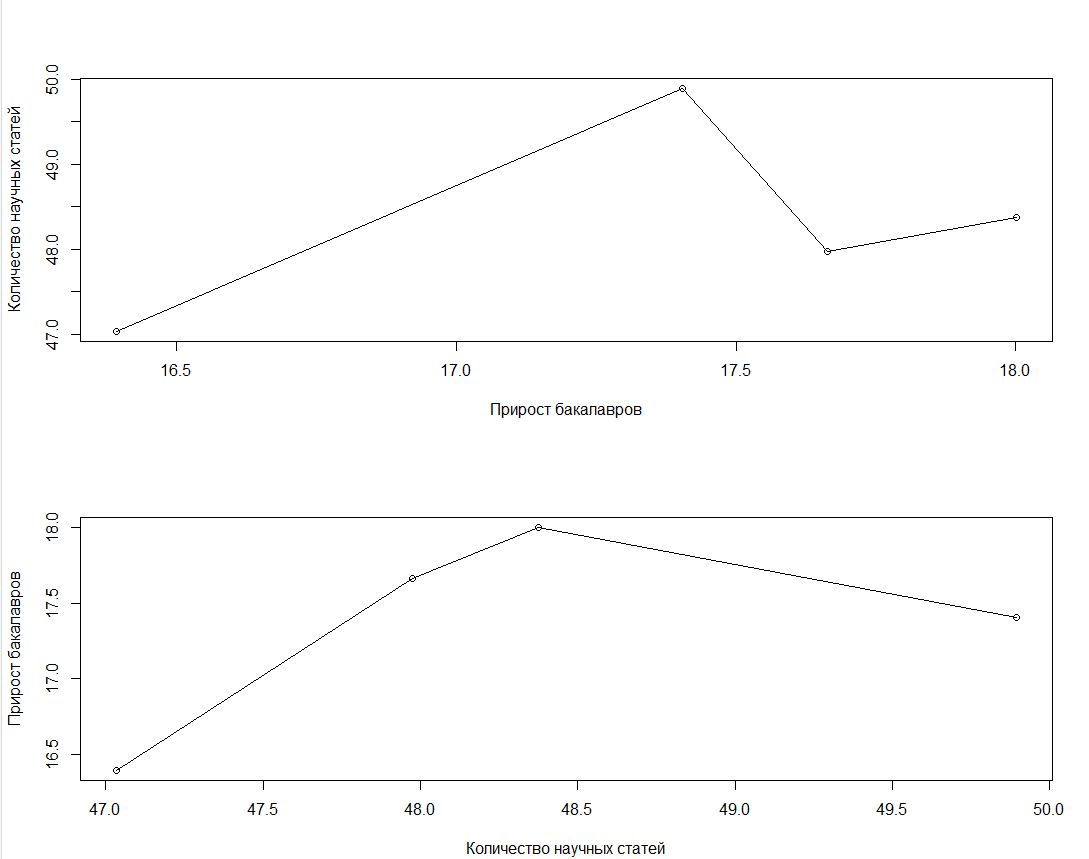 Количество научных статей
50.0
49.0
48.0
47.0
16.5 17.0 17.5 18.0
Прирост бакалавров
Прирост бакалавров
18.0
17.5
17.0
16.5
47.0 47.5 48.0 48.5 49.0 49.5 50.0
Количество научных статей